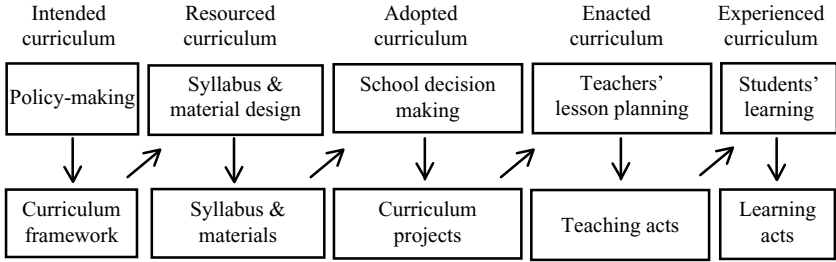 Intended
curriculum
Resourced
curriculum
Adopted
curriculum
Enacted
curriculum
Experienced
curriculum
Policy-making
Syllabus &
material design
School decision
making
Teachers’
lesson planning
Students’
learning
Curriculum
framework
Syllabus &
materials
Curriculum
projects
Teaching acts
Learning
acts